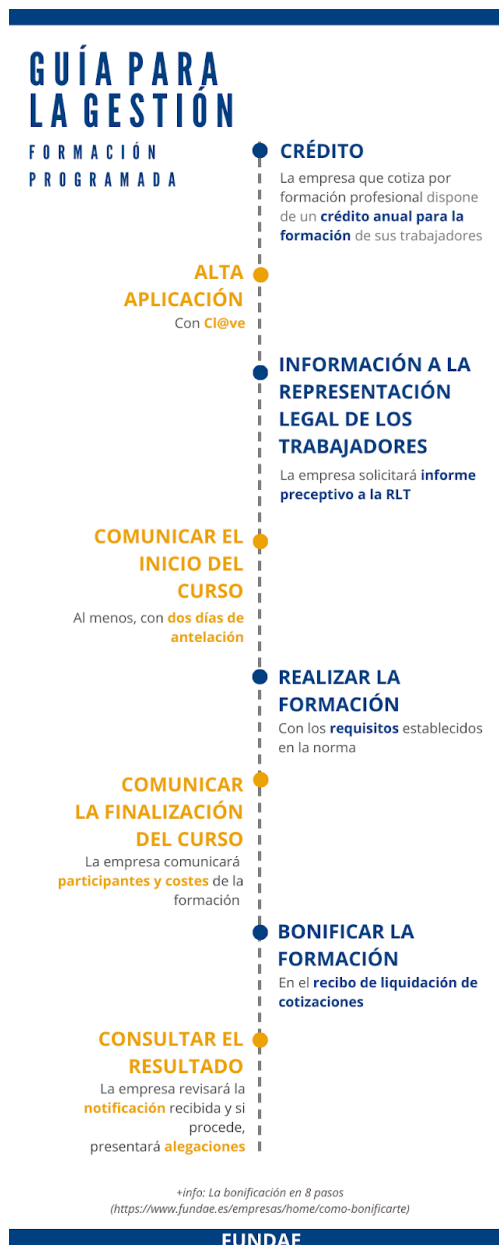 GUÍA PARA
LA GESTIÓN
FORMACIÓN
PROGRAMADA
CRÉDITO
La empresa que cotiza por
formación profesional dispone
de un crédito anual para la
formación de sus trabajadores
ALTA
APLICACIÓN
Con Cl@ve
INFORMACIÓN A LA
REPRESENTACIÓN
LEGAL DE LOS
TRABAJADORES
La empresa solicitará informe
preceptivo a la RLT
COMUNICAR EL
INICIO DEL
CURSO
Al menos, con dos días de
antelación
REALIZAR LA
FORMACIÓN
Con los requisitos establecidos
en la norma
COMUNICAR
LA FINALIZACIÓN
DEL CURSO
La empresa comunicará
participantes y costes de la
formación
BONIFICAR LA
FORMACIÓN
En el recibo de liquidación de
cotizaciones
CONSULTAR EL
RESULTADO
La empresa revisará la
notificación recibida y si
procede,
presentará alegaciones
+info: La bonificación en 8 pasos
(https://www.fundae.es/empresas/home/como-bonificarte)
FUNDAE